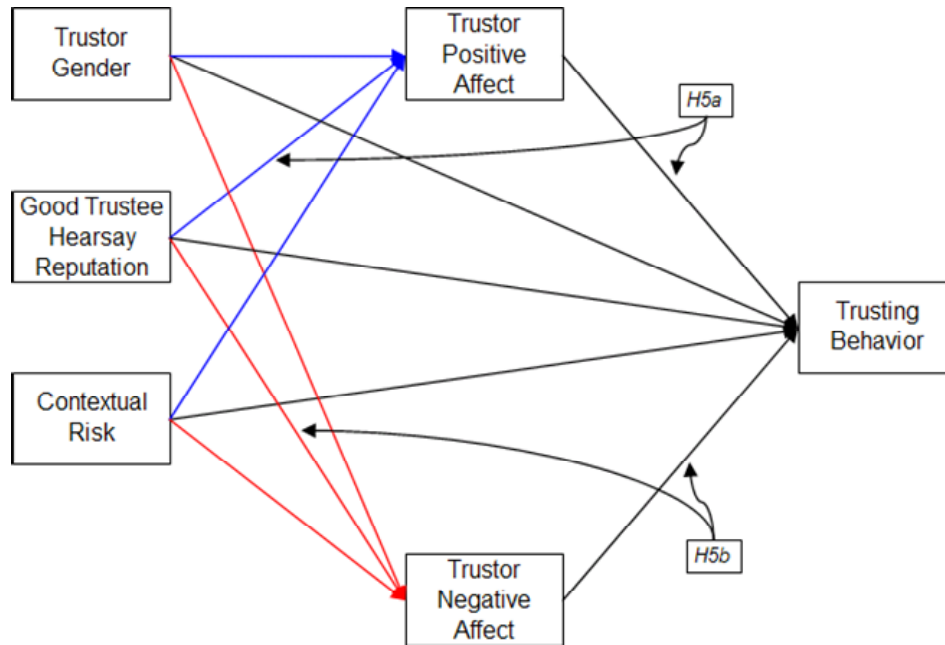 Trustor
Gender
Trustor
Positive
Affect
H5a
Good Trustee
Hearsay
Reputation
Trusting
Behavior
Contextual
Risk
H5b
Trustor
Negative
Affect